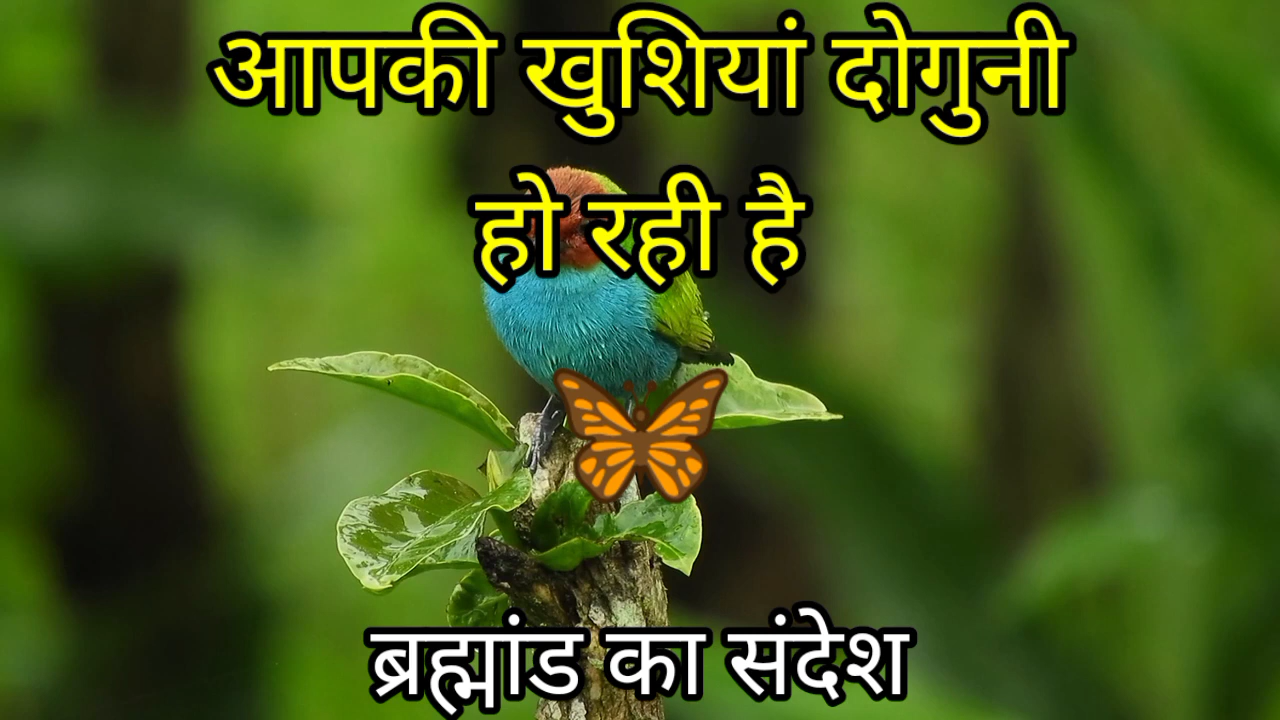 आपकी खुशियां दोगुनी
हो रही है
ब्रह्मांड का संदेश